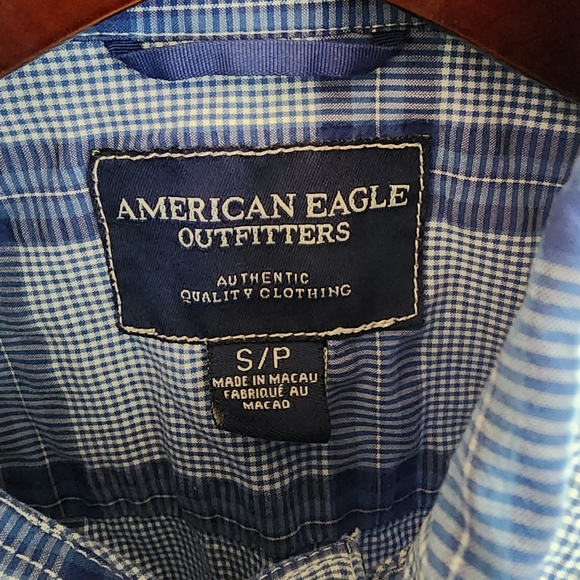 AMERICAN EAGLE
OUTFITTERS
AUTHENTIC
QUALITY CLOTHING
S/P
MADE IN MACAU
FABRIQUÉ AU
MACAO